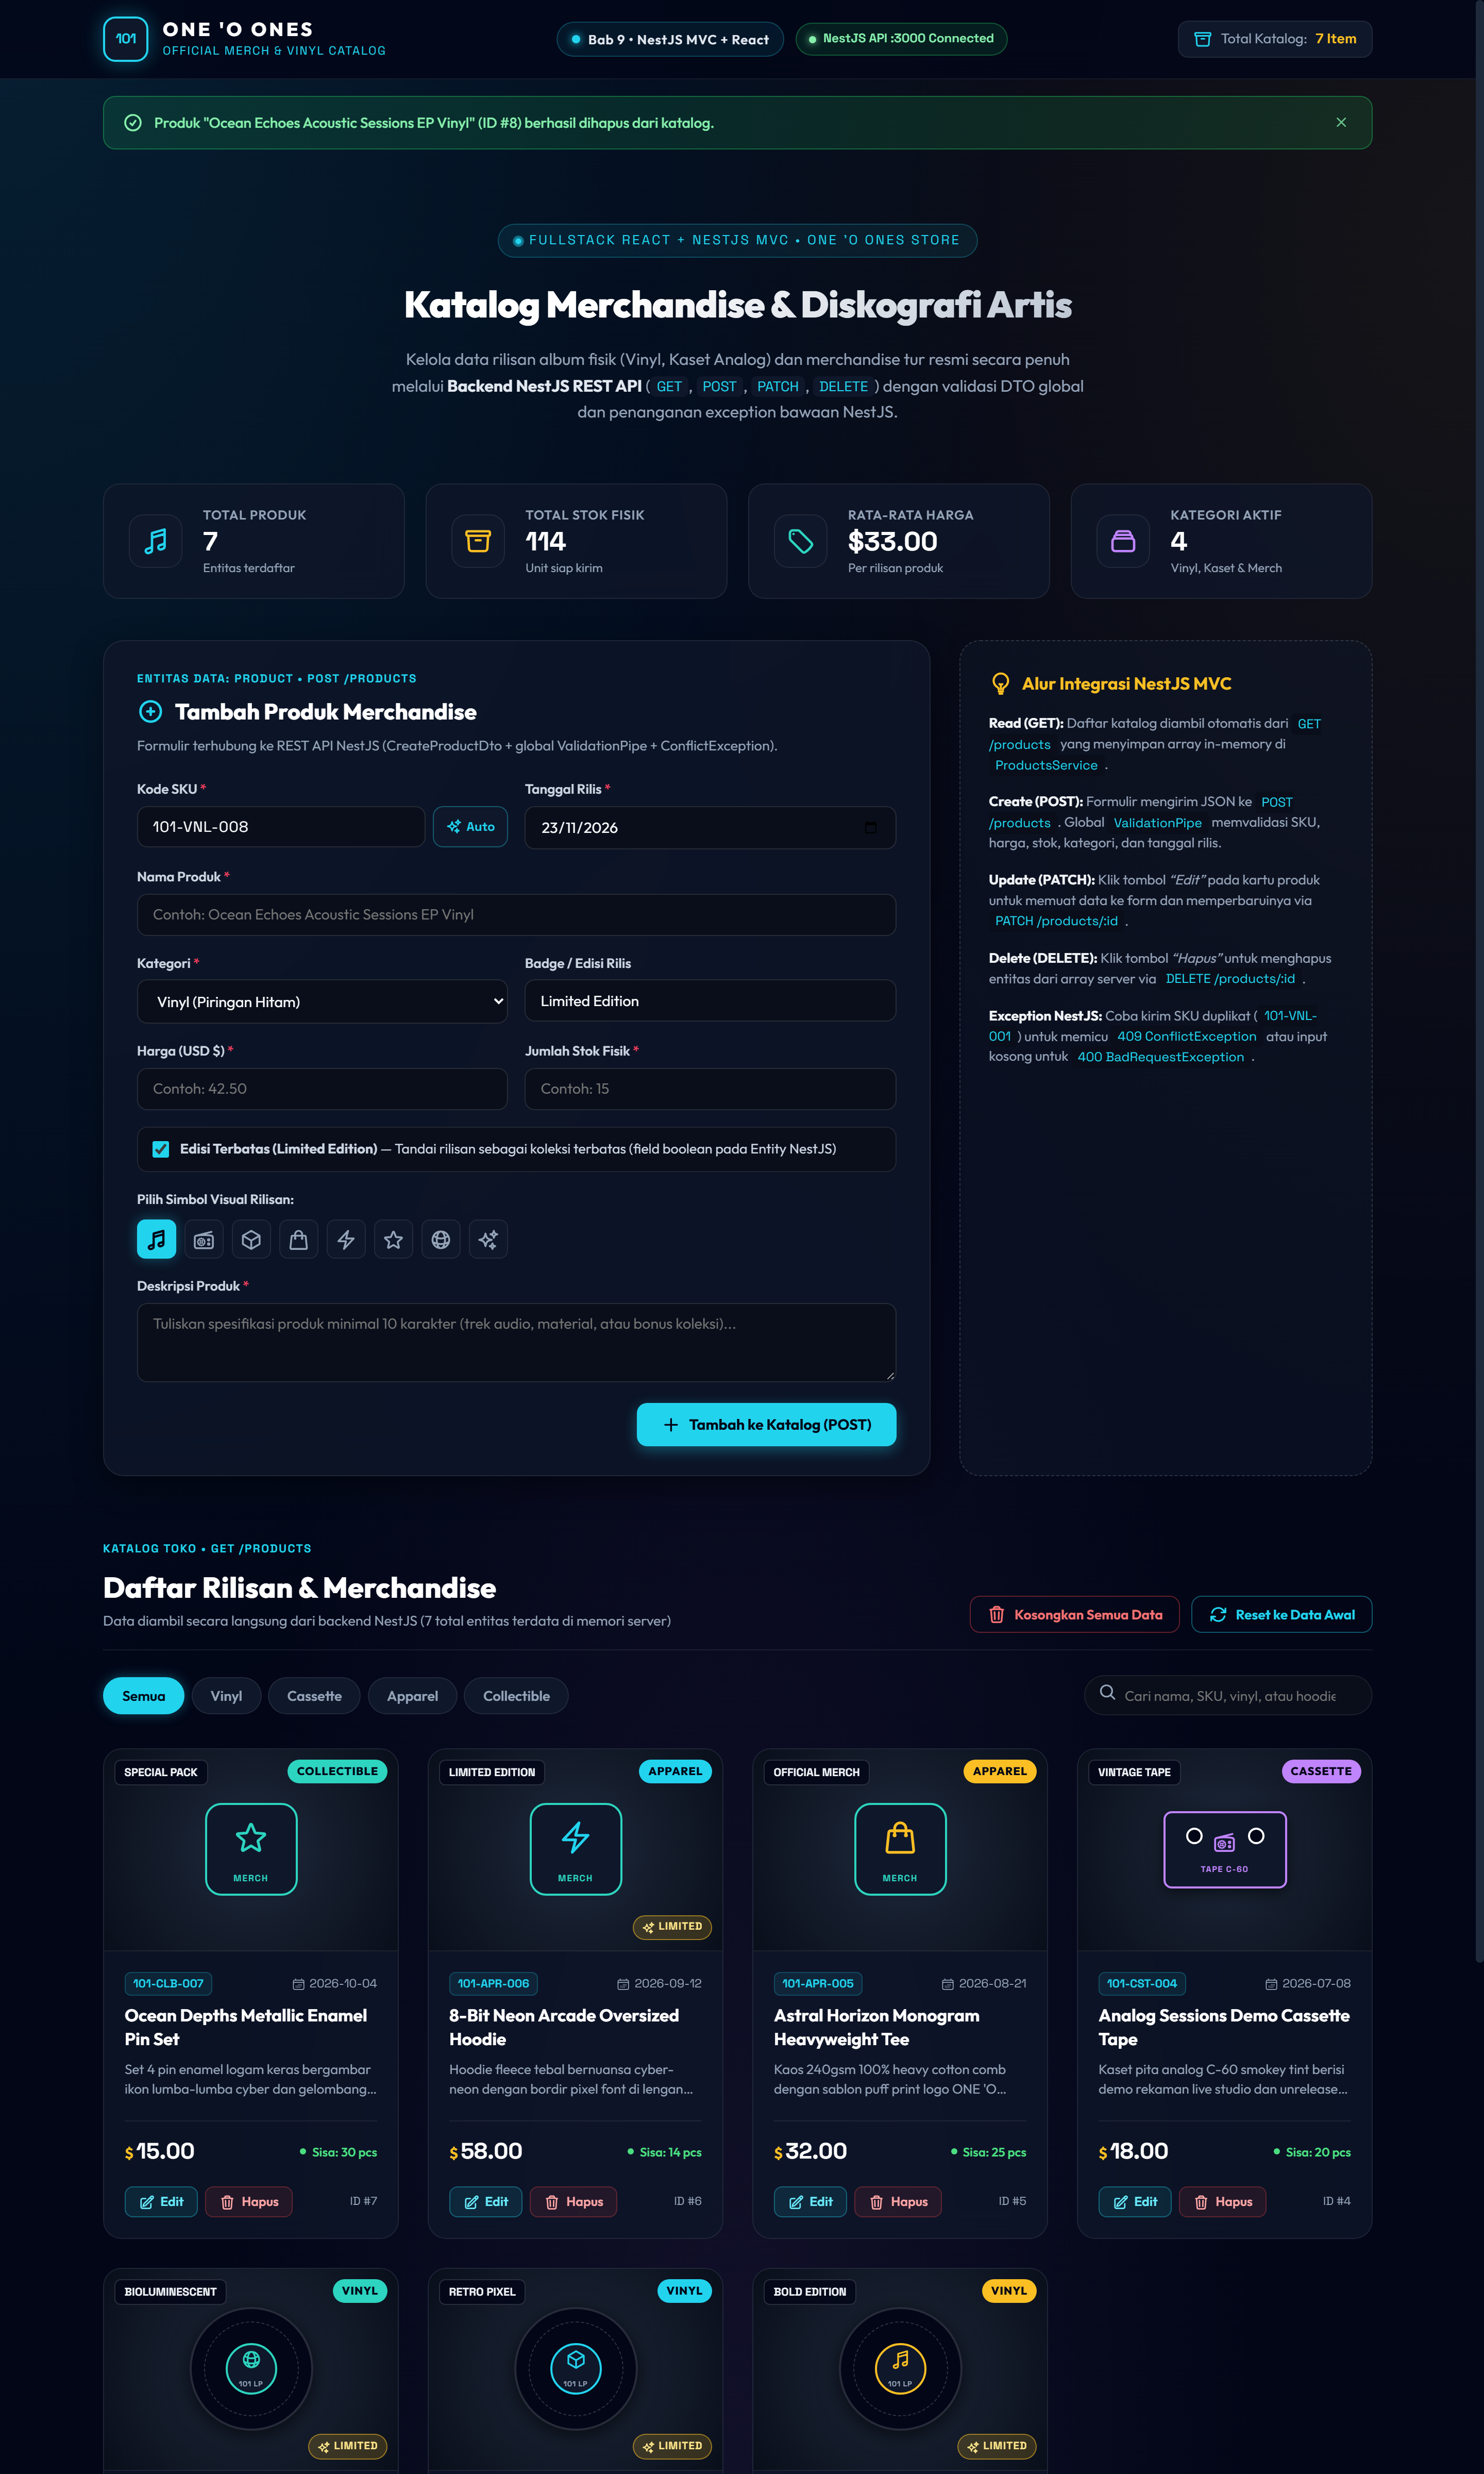 101
ONE 'O ONES
OFFICIAL MERCH & VINYL CATALOG
Bab 9 • NestJS MVC + React
NestJS API :3000 Connected
Total Katalog: 7 Item
Produk "Ocean Echoes Acoustic Sessions EP Vinyl" (ID #8) berhasil dihapus dari katalog.
FULLSTACK REACT + NESTJS MVC • ONE 'O ONES STORE
Katalog Merchandise & Diskografi Artis
Kelola data rilisan album fisik (Vinyl, Kaset Analog) dan merchandise tur resmi secara penuh
melalui Backend NestJS REST API ( GET , POST , PATCH , DELETE ) dengan validasi DTO global
dan penanganan exception bawaan NestJS.
TOTAL PRODUK
7
Entitas terdaftar
TOTAL STOK FISIK
114
Unit siap kirim
RATA-RATA HARGA
$33.00
Per rilisan produk
KATEGORI AKTIF
4
Vinyl, Kaset & Merch
ENTITAS DATA: PRODUCT • POST /PRODUCTS
Tambah Produk Merchandise
Formulir terhubung ke REST API NestJS (CreateProductDto + global ValidationPipe + ConflictException).
Kode SKU *
101-VNL-008
Auto
Tanggal Rilis *
23/11/2026
Nama Produk *
Contoh: Ocean Echoes Acoustic Sessions EP Vinyl
Kategori *
Vinyl (Piringan Hitam)
Badge / Edisi Rilis
Limited Edition
Harga (USD $) *
Contoh: 42.50
Jumlah Stok Fisik *
Contoh: 15
Edisi Terbatas (Limited Edition) — Tandai rilisan sebagai koleksi terbatas (field boolean pada Entity NestJS)
Pilih Simbol Visual Rilisan:
Deskripsi Produk *
Tuliskan spesifikasi produk minimal 10 karakter (trek audio, material, atau bonus koleksi)...
Tambah ke Katalog (POST)
Alur Integrasi NestJS MVC
Read (GET): Daftar katalog diambil otomatis dari GET
/products yang menyimpan array in-memory di
ProductsService .
Create (POST): Formulir mengirim JSON ke POST
/products . Global ValidationPipe memvalidasi SKU,
harga, stok, kategori, dan tanggal rilis.
Update (PATCH): Klik tombol “Edit” pada kartu produk
untuk memuat data ke form dan memperbaruinya via
PATCH /products/:id .
Delete (DELETE): Klik tombol “Hapus” untuk menghapus
entitas dari array server via DELETE /products/:id .
Exception NestJS: Coba kirim SKU duplikat ( 101-VNL-
001 ) untuk memicu 409 ConflictException atau input
kosong untuk 400 BadRequestException .
KATALOG TOKO • GET /PRODUCTS
Daftar Rilisan & Merchandise
Data diambil secara langsung dari backend NestJS (7 total entitas terdata di memori server)
Kosongkan Semua Data
Reset ke Data Awal
Semua
Vinyl
Cassette
Apparel
Collectible
Cari nama, SKU, vinyl, atau hoodie
SPECIAL PACK
COLLECTIBLE
MERCH
101-CLB-007
2026-10-04
Ocean Depths Metallic Enamel
Pin Set
Set 4 pin enamel logam keras bergambar
ikon lumba-lumba cyber dan gelombang...
$15.00
Sisa: 30 pcs
Edit
Hapus
ID #7
LIMITED EDITION
APPAREL
MERCH
LIMITED
101-APR-006
2026-09-12
8-Bit Neon Arcade Oversized
Hoodie
Hoodie fleece tebal bernuansa cyber-
neon dengan bordir pixel font di lengan...
$58.00
Sisa: 14 pcs
Edit
Hapus
ID #6
OFFICIAL MERCH
APPAREL
MERCH
101-APR-005
2026-08-21
Astral Horizon Monogram
Heavyweight Tee
Kaos 240gsm 100% heavy cotton comb
dengan sablon puff print logo ONE 'O...
$32.00
Sisa: 25 pcs
Edit
Hapus
ID #5
VINTAGE TAPE
CASSETTE
TAPE C-60
101-CST-004
2026-07-08
Analog Sessions Demo Cassette
Tape
Kaset pita analog C-60 smokey tint berisi
demo rekaman live studio dan unrelease...
$18.00
Sisa: 20 pcs
Edit
Hapus
ID #4
BIOLUMINESCENT
VINYL
101 LP
LIMITED
RETRO PIXEL
VINYL
101 LP
LIMITED
BOLD EDITION
VINYL
101 LP
LIMITED